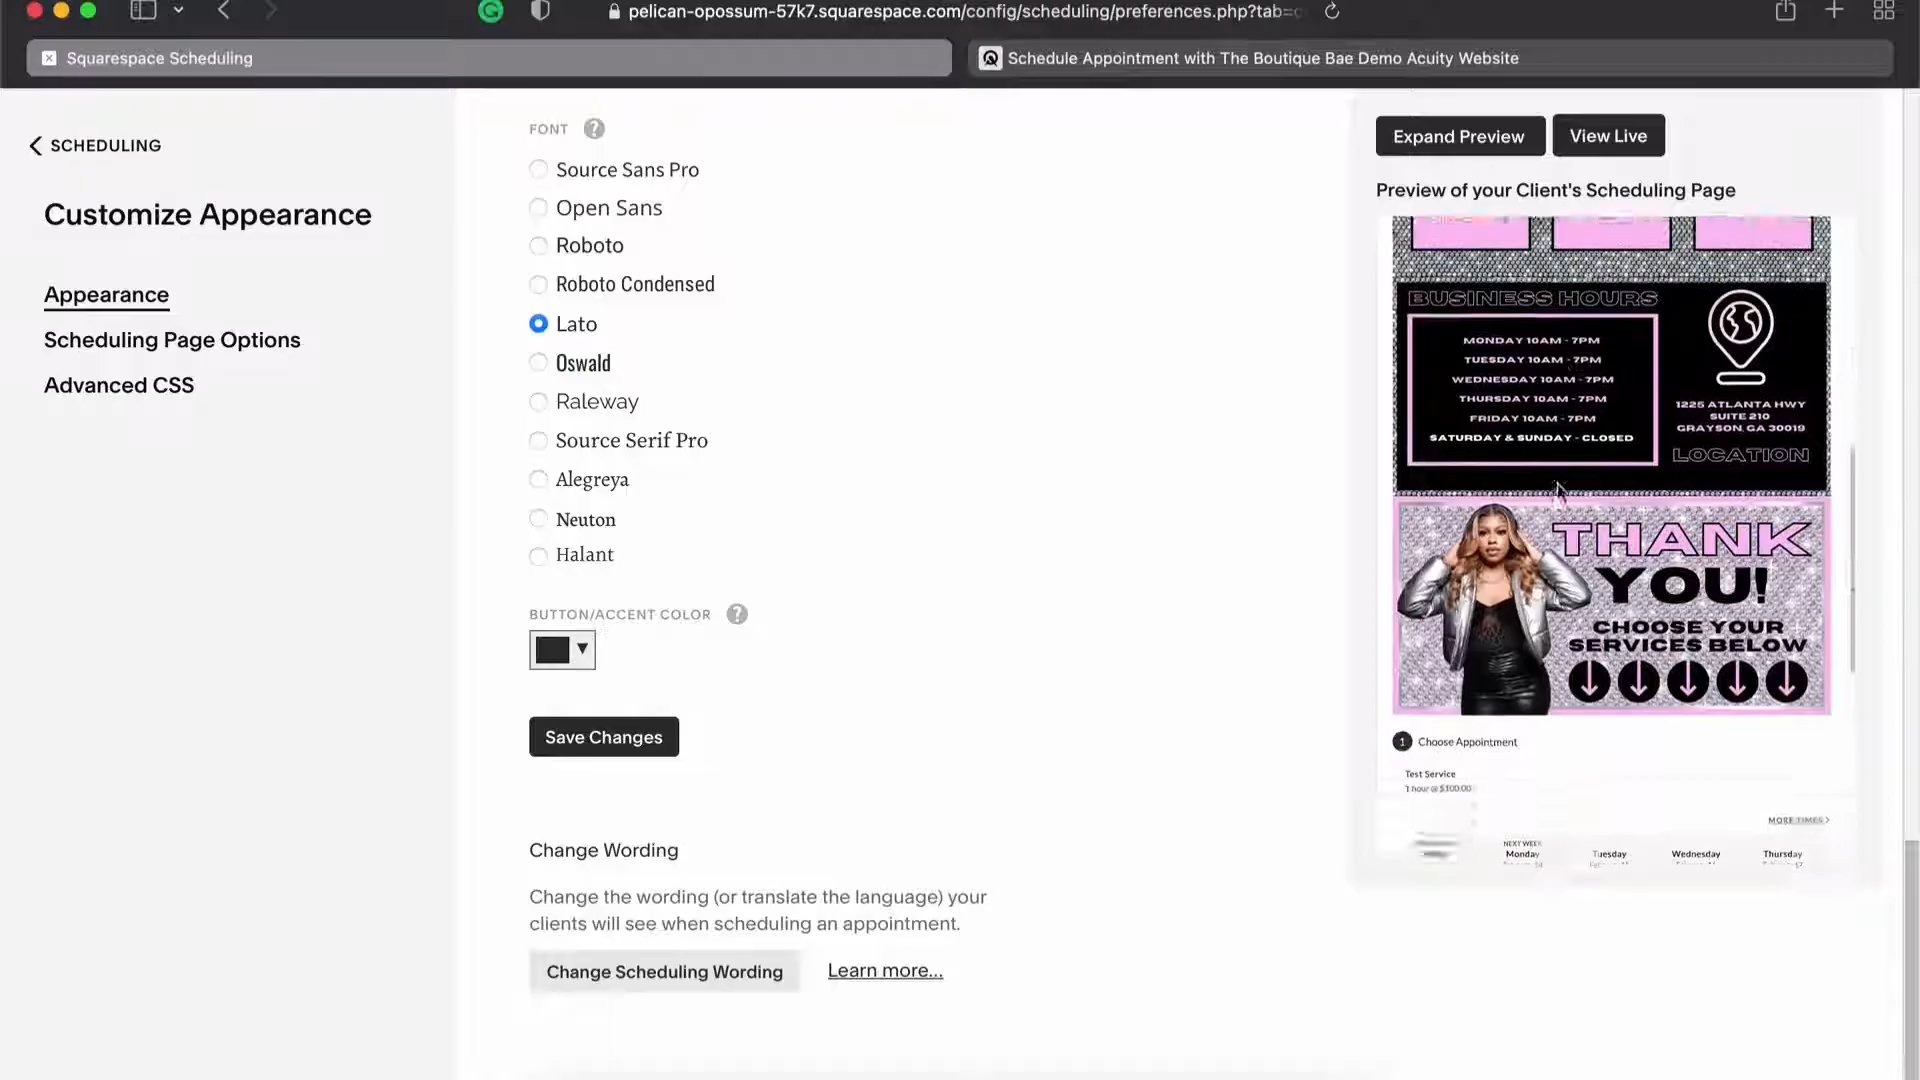 pelican-opossum-57k7.squarespace.com/config/scheduling/preferences.php?tab=
Squarespace Scheduling
Schedule Appointment with The Boutique Bae Demo Acuity Website
SCHEDULING
Customize Appearance
Appearance
Scheduling Page Options
Advanced CSS
FONT ?
Source Sans Pro
Open Sans
Roboto
Roboto Condensed
Lato
Oswald
Raleway
Source Serif Pro
Alegreya
Neuton
Halant
BUTTON/ACCENT COLOR ?
Save Changes
Change Wording
Change the wording (or translate the language) your
clients will see when scheduling an appointment.
Change Scheduling Wording
Learn more...
Expand Preview
View Live
Preview of your Client's Scheduling Page
BUSINESS HOURS
MONDAY 10AM - 7PM
TUESDAY 10AM - 7PM
WEDNESDAY 10AM - 7PM
THURSDAY 10AM - 7PM
FRIDAY 10AM - 7PM
SATURDAY & SUNDAY - CLOSED
1225 ATLANTA HWY
SUITE 210
GRAYSON, GA 30019
LOCATION
THANK
YOU!
CHOOSE YOUR
SERVICES BELOW
1 Choose Appointment
Test Service
1 hour @ $100.00
MORE TIMES >
NEXT WEEK
Monday
Tuesday
Wednesday
Thursday